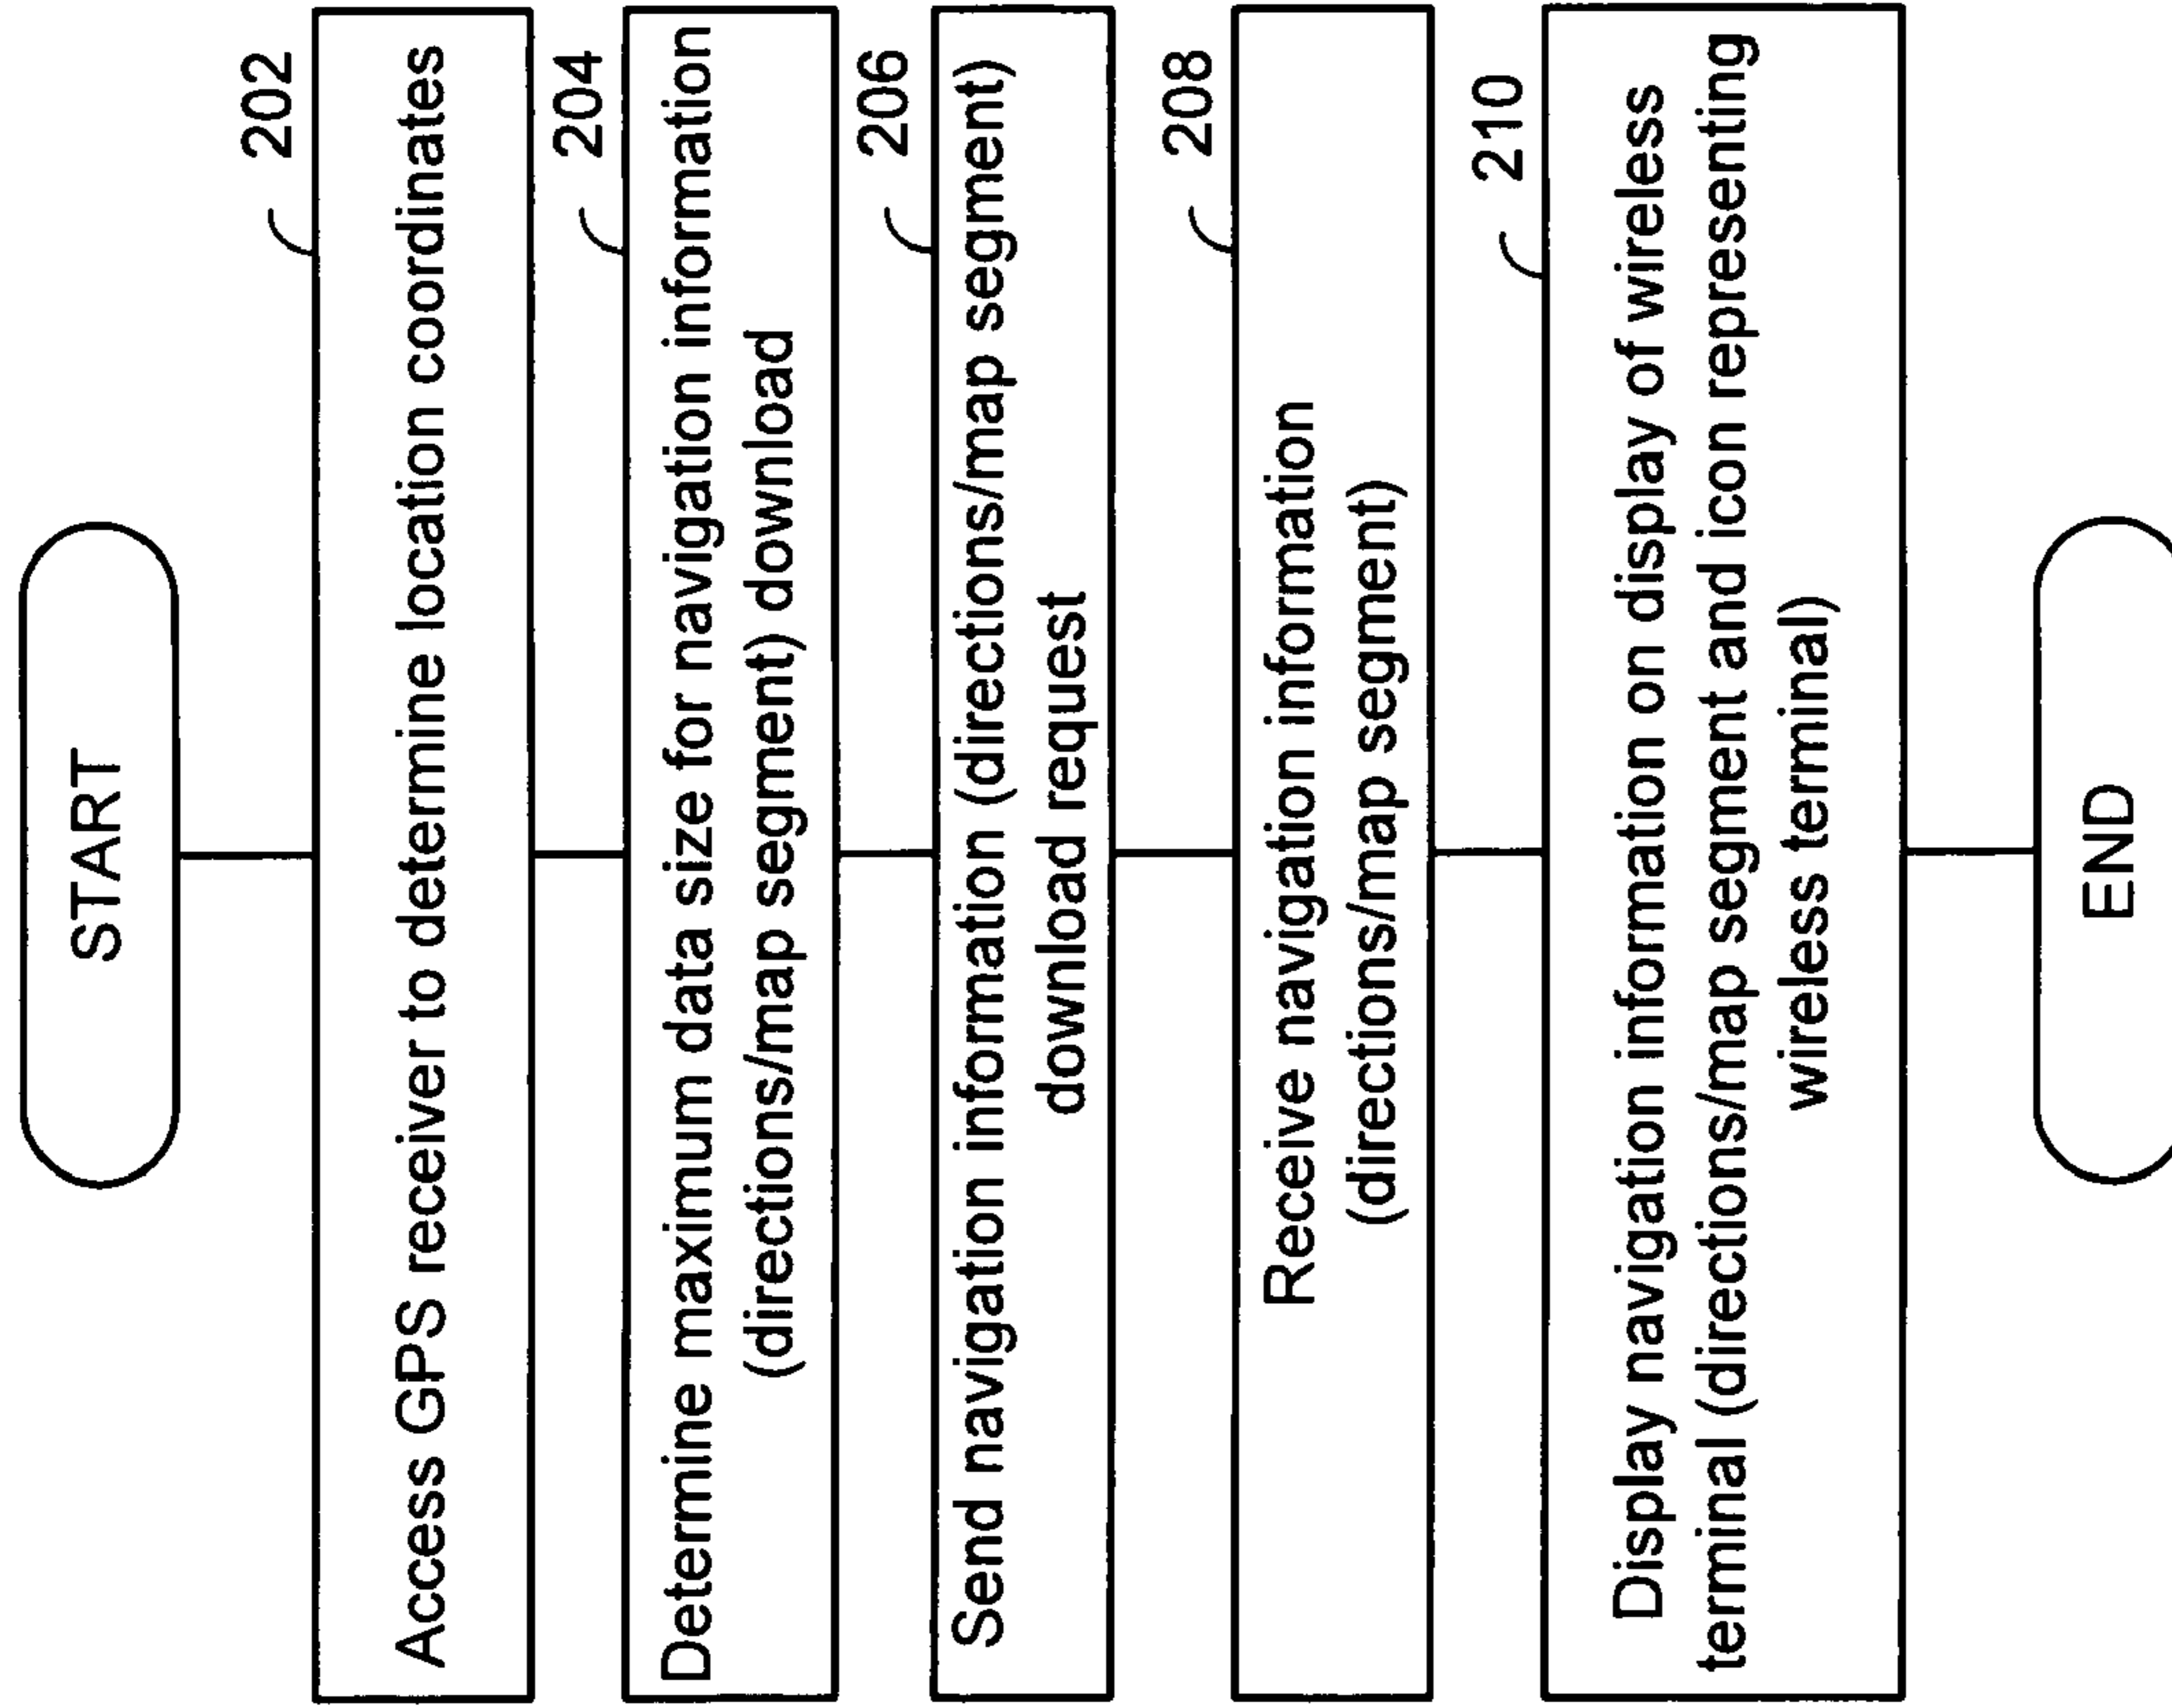 START
202
Access GPS receiver to determine location coordinates
204
Determine maximum data size for navigation information
(directions/map segment) download
206
Send navigation information (directions/map segment)
download request
208
Receive navigation information
(directions/map segment)
210
Display navigation information on display of wireless
terminal (directions/map segment and icon representing
wireless terminal)
END